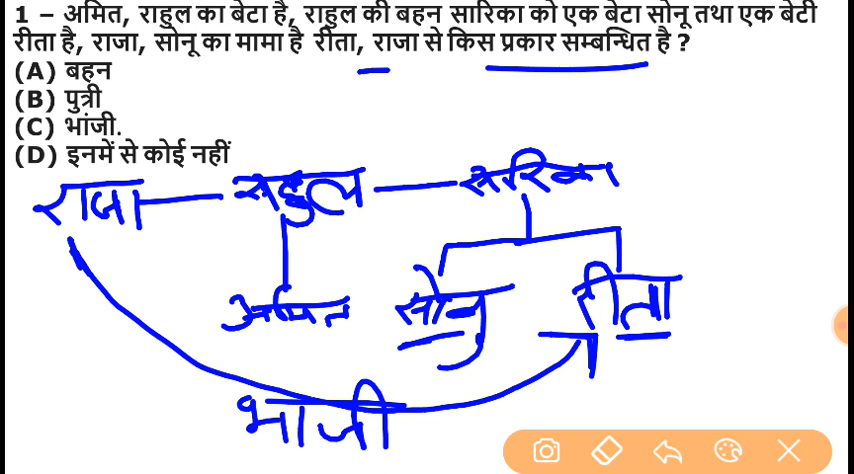 1 – अमित, राहुल का बेटा है, राहुल की बहन सारिका को एक बेटा सोनू तथा एक बेटी
रीता है, राजा, सोनू का मामा है रीता, राजा से किस प्रकार सम्बन्धित है ?
(A) बहन
(B) पुत्री
(C) भांजी.
(D) इनमें से कोई नहीं
राजा राहुल सारिका
अमित सोनु रीता
भाजी